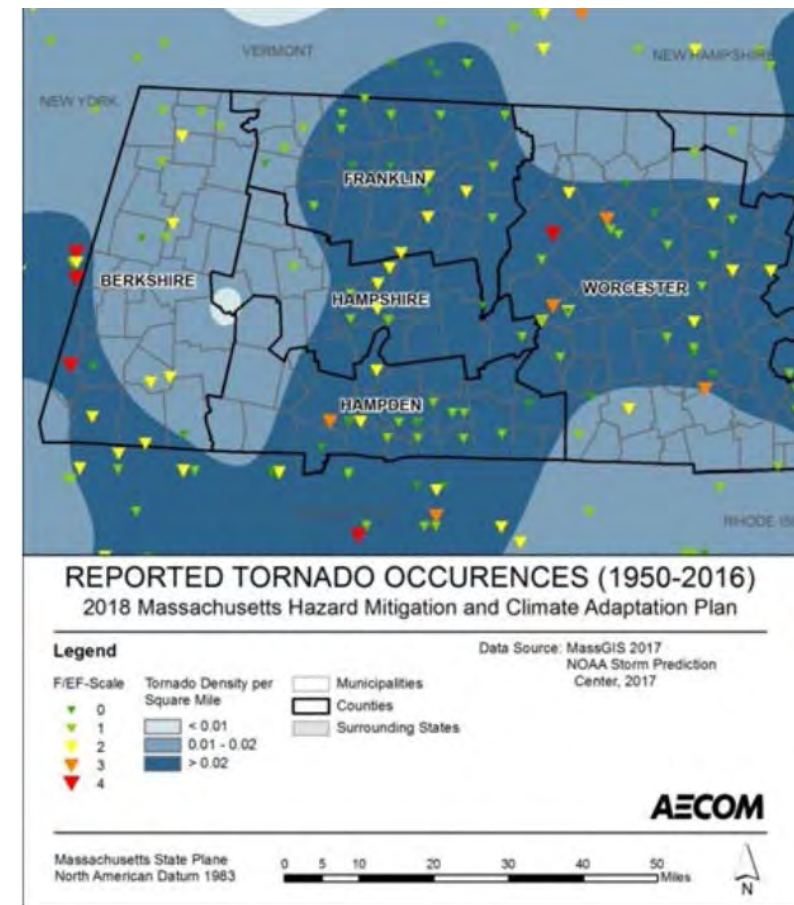 VERMONT
NEW HAMPSHIRE
NEW YORK
FRANKLIN
BERKSHIRE
HAMPSHIRE
WORCESTER
HAMPDEN
RHODE IS
REPORTED TORNADO OCCURENCES (1950-2016)
2018 Massachusetts Hazard Mitigation and Climate Adaptation Plan
Legend
Data Source: MassGIS 2017
NOAA Storm Prediction
Center, 2017
F/EF-Scale
0
1
2
3
4
Tornado Density per
Square Mile
< 0.01
0.01 - 0.02
> 0.02
Municipalities
Counties
Surrounding States
AECOM
Massachusetts State Plane
North American Datum 1983
0 5 10 20 30 40 50
Miles
N